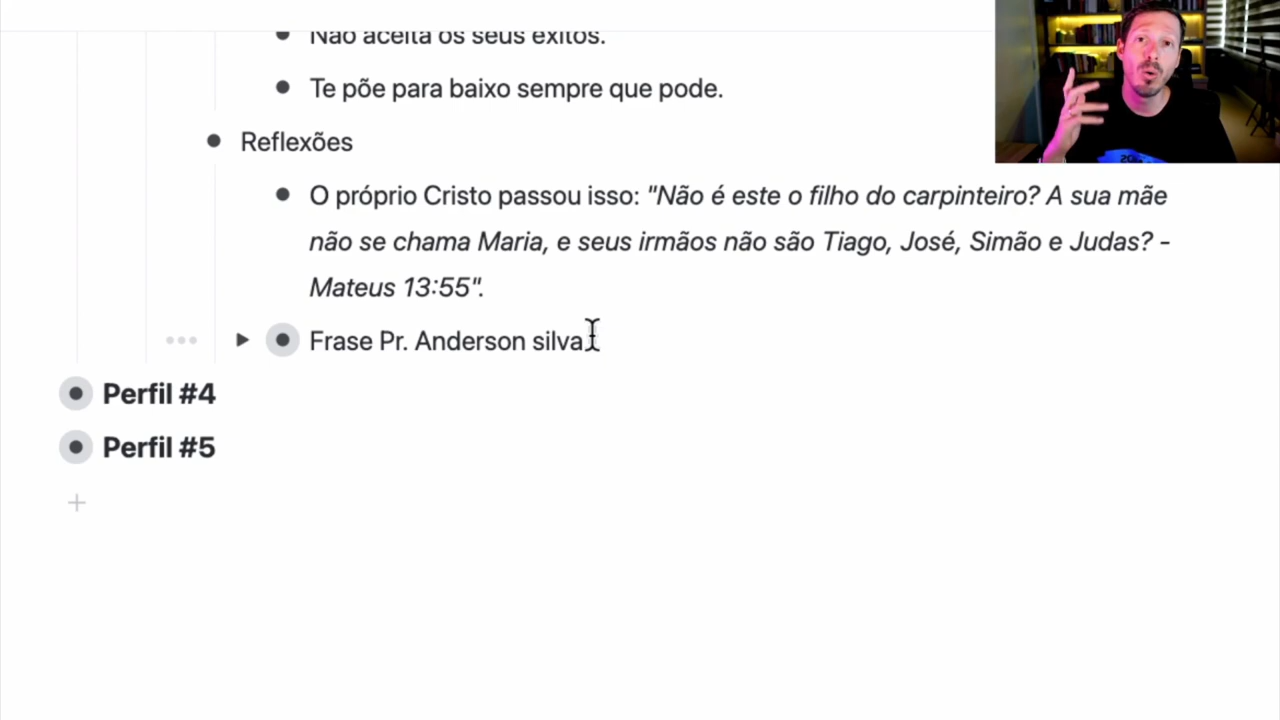 Não aceita os seus êxitos.
Te põe para baixo sempre que pode.
Reflexões
O próprio Cristo passou isso: "Não é este o filho do carpinteiro? A sua mãe
não se chama Maria, e seus irmãos não são Tiago, José, Simão e Judas? -
Mateus 13:55".
Frase Pr. Anderson silva
Perfil #4
Perfil #5